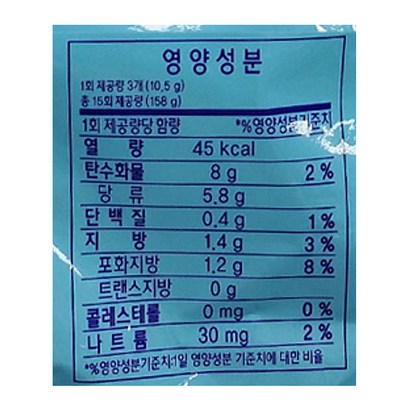 영양성분
1회 제공량 3개 (10.5 g)
총 15회 제공량 (158 g)
1회 제공량당 함량 *%영양성분기준치
열 량 45 kcal
탄수화물 8 g 2 %
당 류 5.8 g
단 백 질 0.4 g 1 %
지 방 1.4 g 3 %
포화지방 1.2 g 8 %
트랜스지방 0 g
콜레스테롤 0 mg 0 %
나 트 륨 30 mg 2 %
*%영양성분기준치:1일 영양성분 기준치에 대한 비율